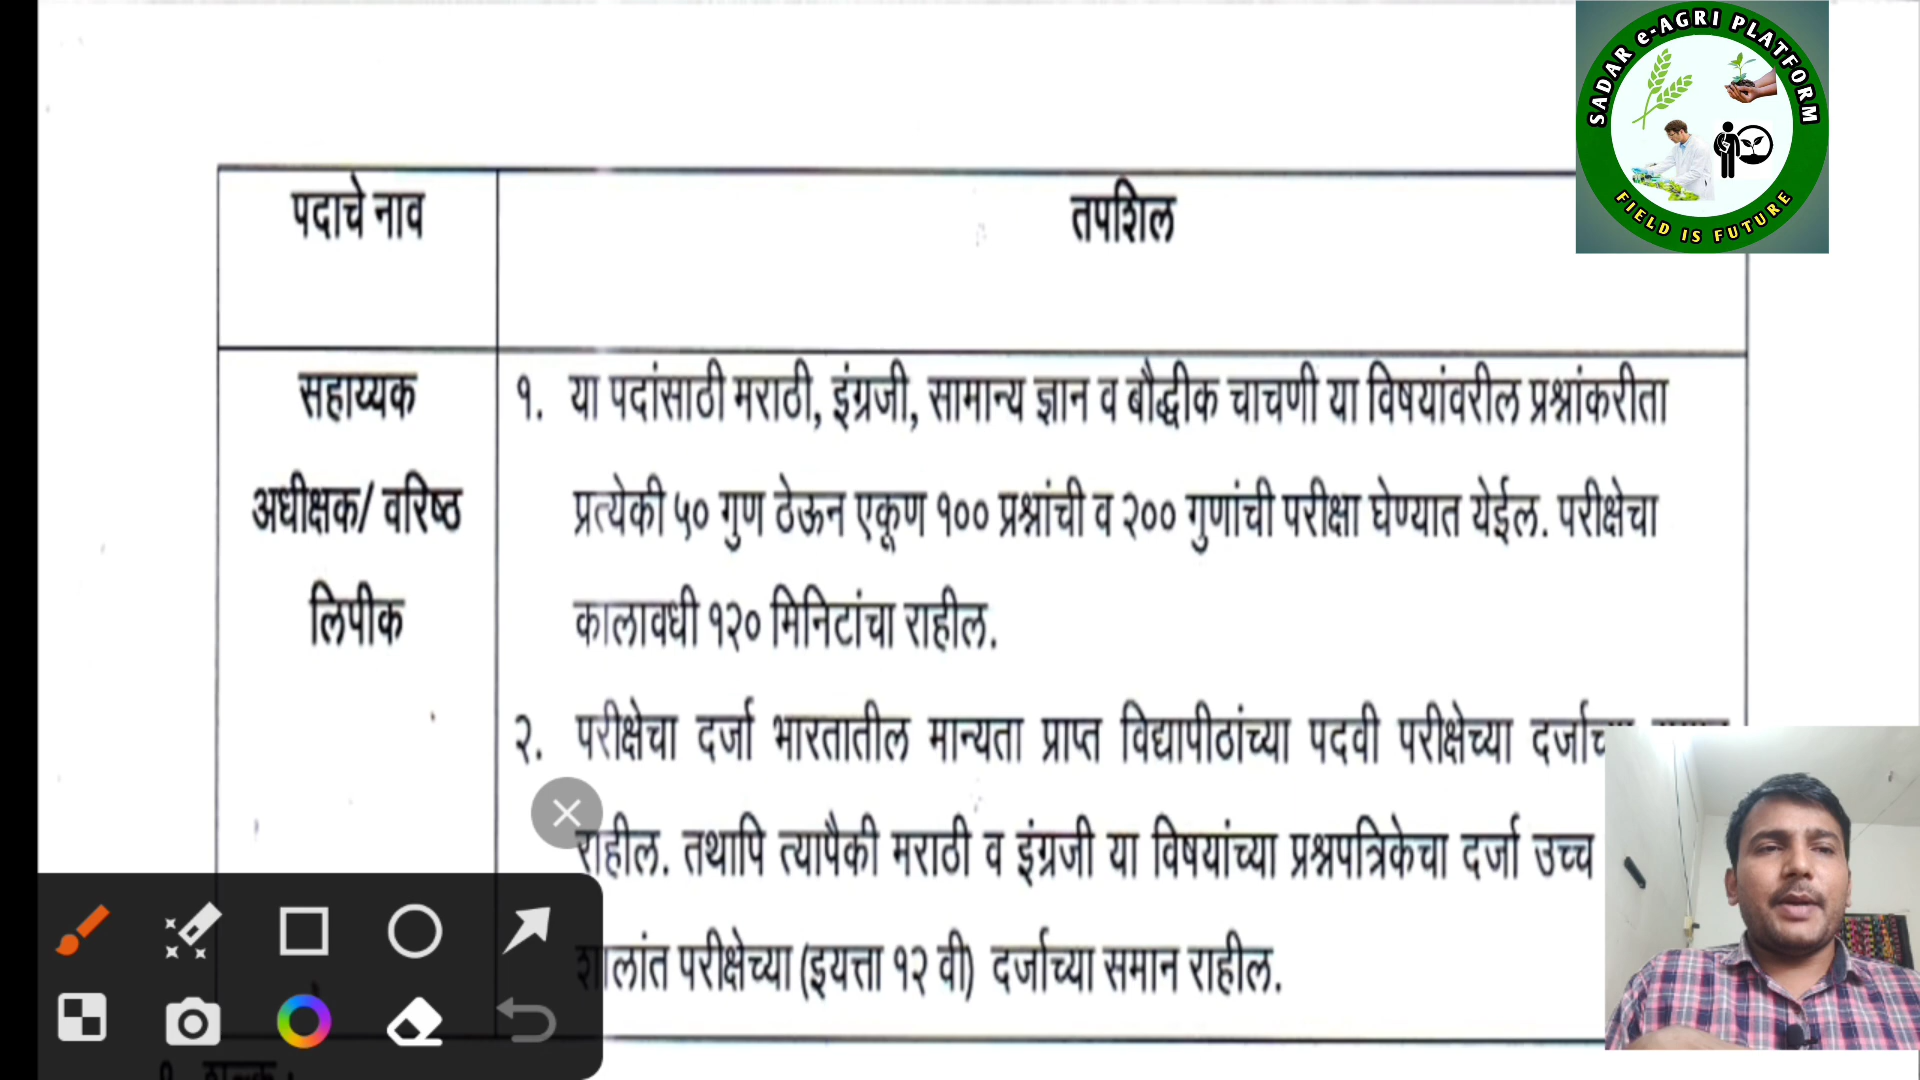 SADAR e-AGRI PLATFORM
FIELD IS FUTURE
पदाचे नाव
तपशिल
सहाय्यक
अधीक्षक/ वरिष्ठ
लिपीक
१. या पदांसाठी मराठी, इंग्रजी, सामान्य ज्ञान व बौद्धीक चाचणी या विषयांवरील प्रश्नांकरीता
प्रत्येकी ५० गुण ठेऊन एकूण १०० प्रश्नांची व २०० गुणांची परीक्षा घेण्यात येईल. परीक्षेचा
कालावधी १२० मिनिटांचा राहील.
२. परीक्षेचा दर्जा भारतातील मान्यता प्राप्त विद्यापीठांच्या पदवी परीक्षेच्या
राहील. तथापि त्यापैकी मराठी व इंग्रजी या विषयांच्या प्रश्नपत्रिकेचा दर्जा उच्च
शालांत परीक्षेच्या (इयत्ता १२ वी) दर्जाच्या समान राहील.